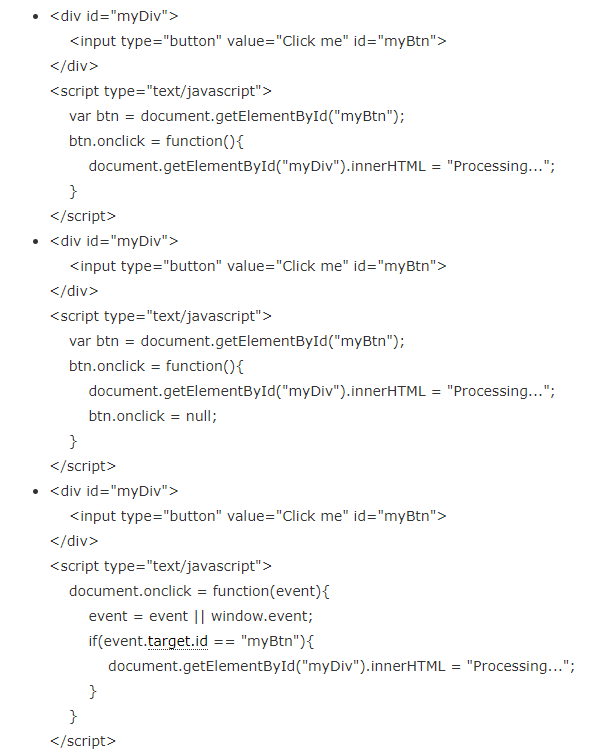 • <div id="myDiv">
<input type="button" value="Click me" id="myBtn">
</div>
<script type="text/javascript">
var btn = document.getElementById("myBtn");
btn.onclick = function(){
document.getElementById("myDiv").innerHTML = "Processing...";
}
</script>
• <div id="myDiv">
<input type="button" value="Click me" id="myBtn">
</div>
<script type="text/javascript">
var btn = document.getElementById("myBtn");
btn.onclick = function(){
document.getElementById("myDiv").innerHTML = "Processing...";
btn.onclick = null;
}
</script>
• <div id="myDiv">
<input type="button" value="Click me" id="myBtn">
</div>
<script type="text/javascript">
document.onclick = function(event){
event = event || window.event;
if(event.target.id == "myBtn"){
document.getElementById("myDiv").innerHTML = "Processing...";
}
}
</script>